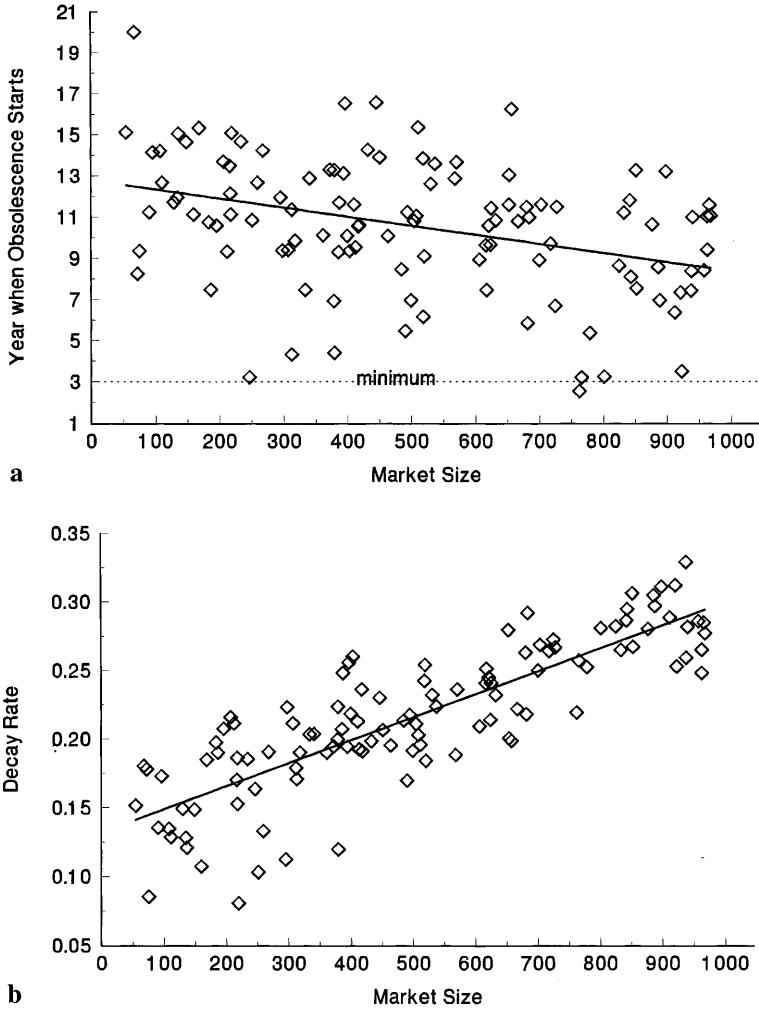 21
19
17
15
13
11
9
7
5
3
1
Year when Obsolescence Starts
minimum
0 100 200 300 400 500 600 700 800 900 1000
Market Size
a
0.35
0.30
0.25
0.20
0.15
0.10
0.05
Decay Rate
0 100 200 300 400 500 600 700 800 900 1000
Market Size
b